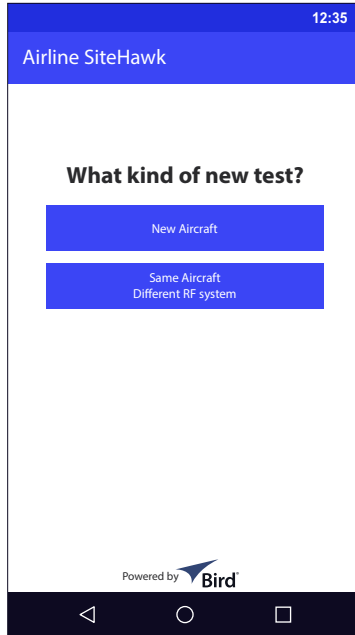 12:35
Airline SiteHawk
What kind of new test?
New Aircraft
Same Aircraft
Different RF system
Powered by Bird